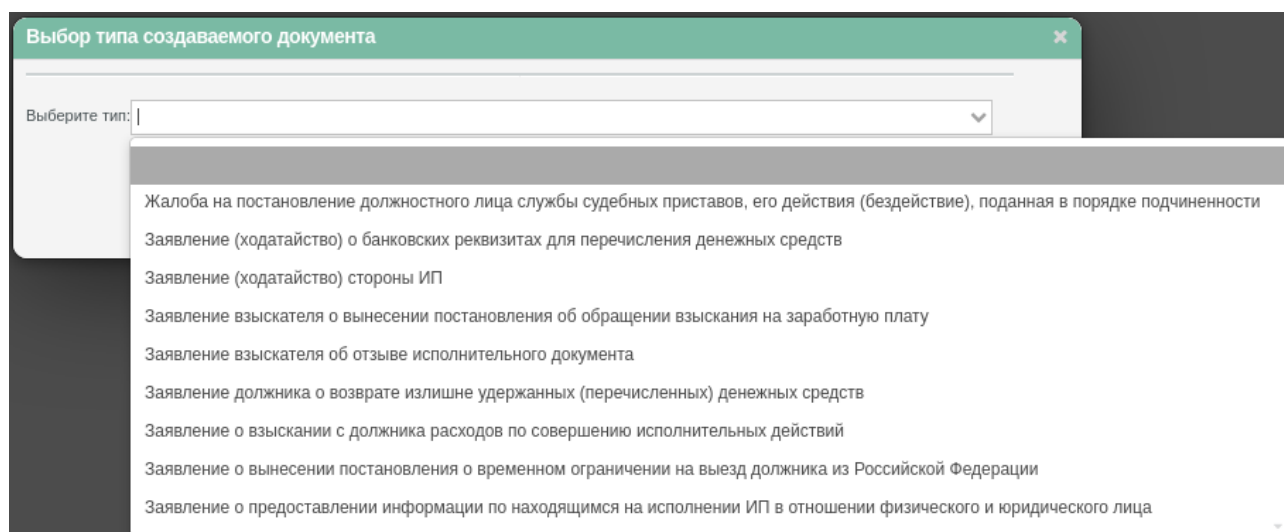 Выбор типа создаваемого документа
Выберите тип:
Жалоба на постановление должностного лица службы судебных приставов, его действия (бездействие), поданная в порядке подчиненности
Заявление (ходатайство) о банковских реквизитах для перечисления денежных средств
Заявление (ходатайство) стороны ИП
Заявление взыскателя о вынесении постановления об обращении взыскания на заработную плату
Заявление взыскателя об отзыве исполнительного документа
Заявление должника о возврате излишне удержанных (перечисленных) денежных средств
Заявление о взыскании с должника расходов по совершению исполнительных действий
Заявление о вынесении постановления о временном ограничении на выезд должника из Российской Федерации
Заявление о предоставлении информации по находящимся на исполнении ИП в отношении физического и юридического лица